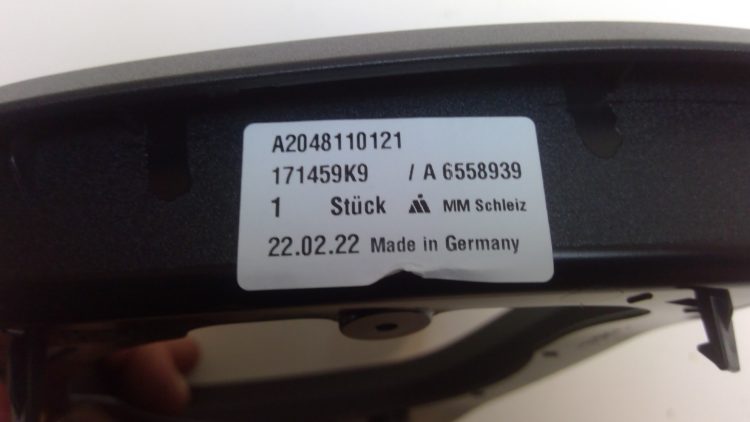 A2048110121
171459K9 / A 6558939
1 Stück MM Schleiz
22.02.22 Made in Germany